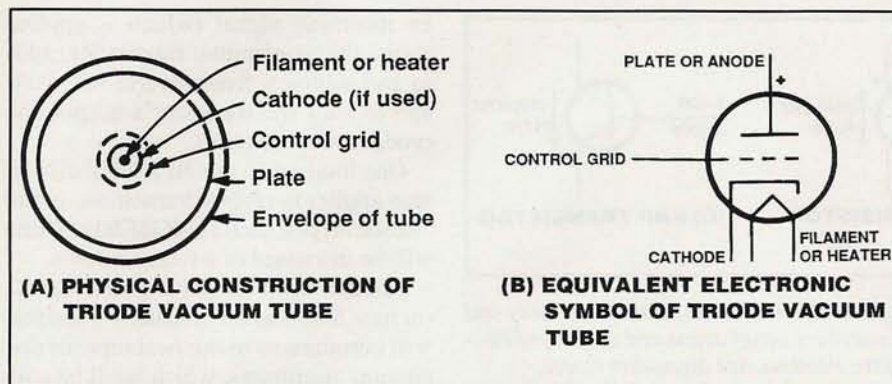 Filament or heater
Cathode (if used)
Control grid
Plate
Envelope of tube
(A) PHYSICAL CONSTRUCTION OF
TRIODE VACUUM TUBE
PLATE OR ANODE
+
CONTROL GRID
CATHODE
FILAMENT
OR HEATER
(B) EQUIVALENT ELECTRONIC
SYMBOL OF TRIODE VACUUM
TUBE